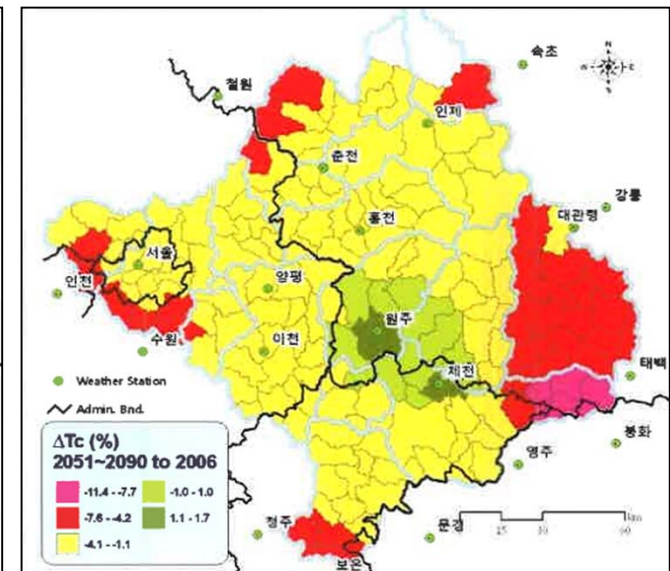 속초
N
W
E
S
철원
인제
춘천
강릉
대관령
홍천
서울
인천
양평
원주
이천
수원
제천
태백
Weather Station
Admin. Bnd.
봉화
영주
ΔTc (%)
2051~2090 to 2006
-11.4 - -7.7
-1.0 - 1.0
-7.6 - -4.2
1.1 - 1.7
-4.1 - -1.1
청주
문경
보은
km